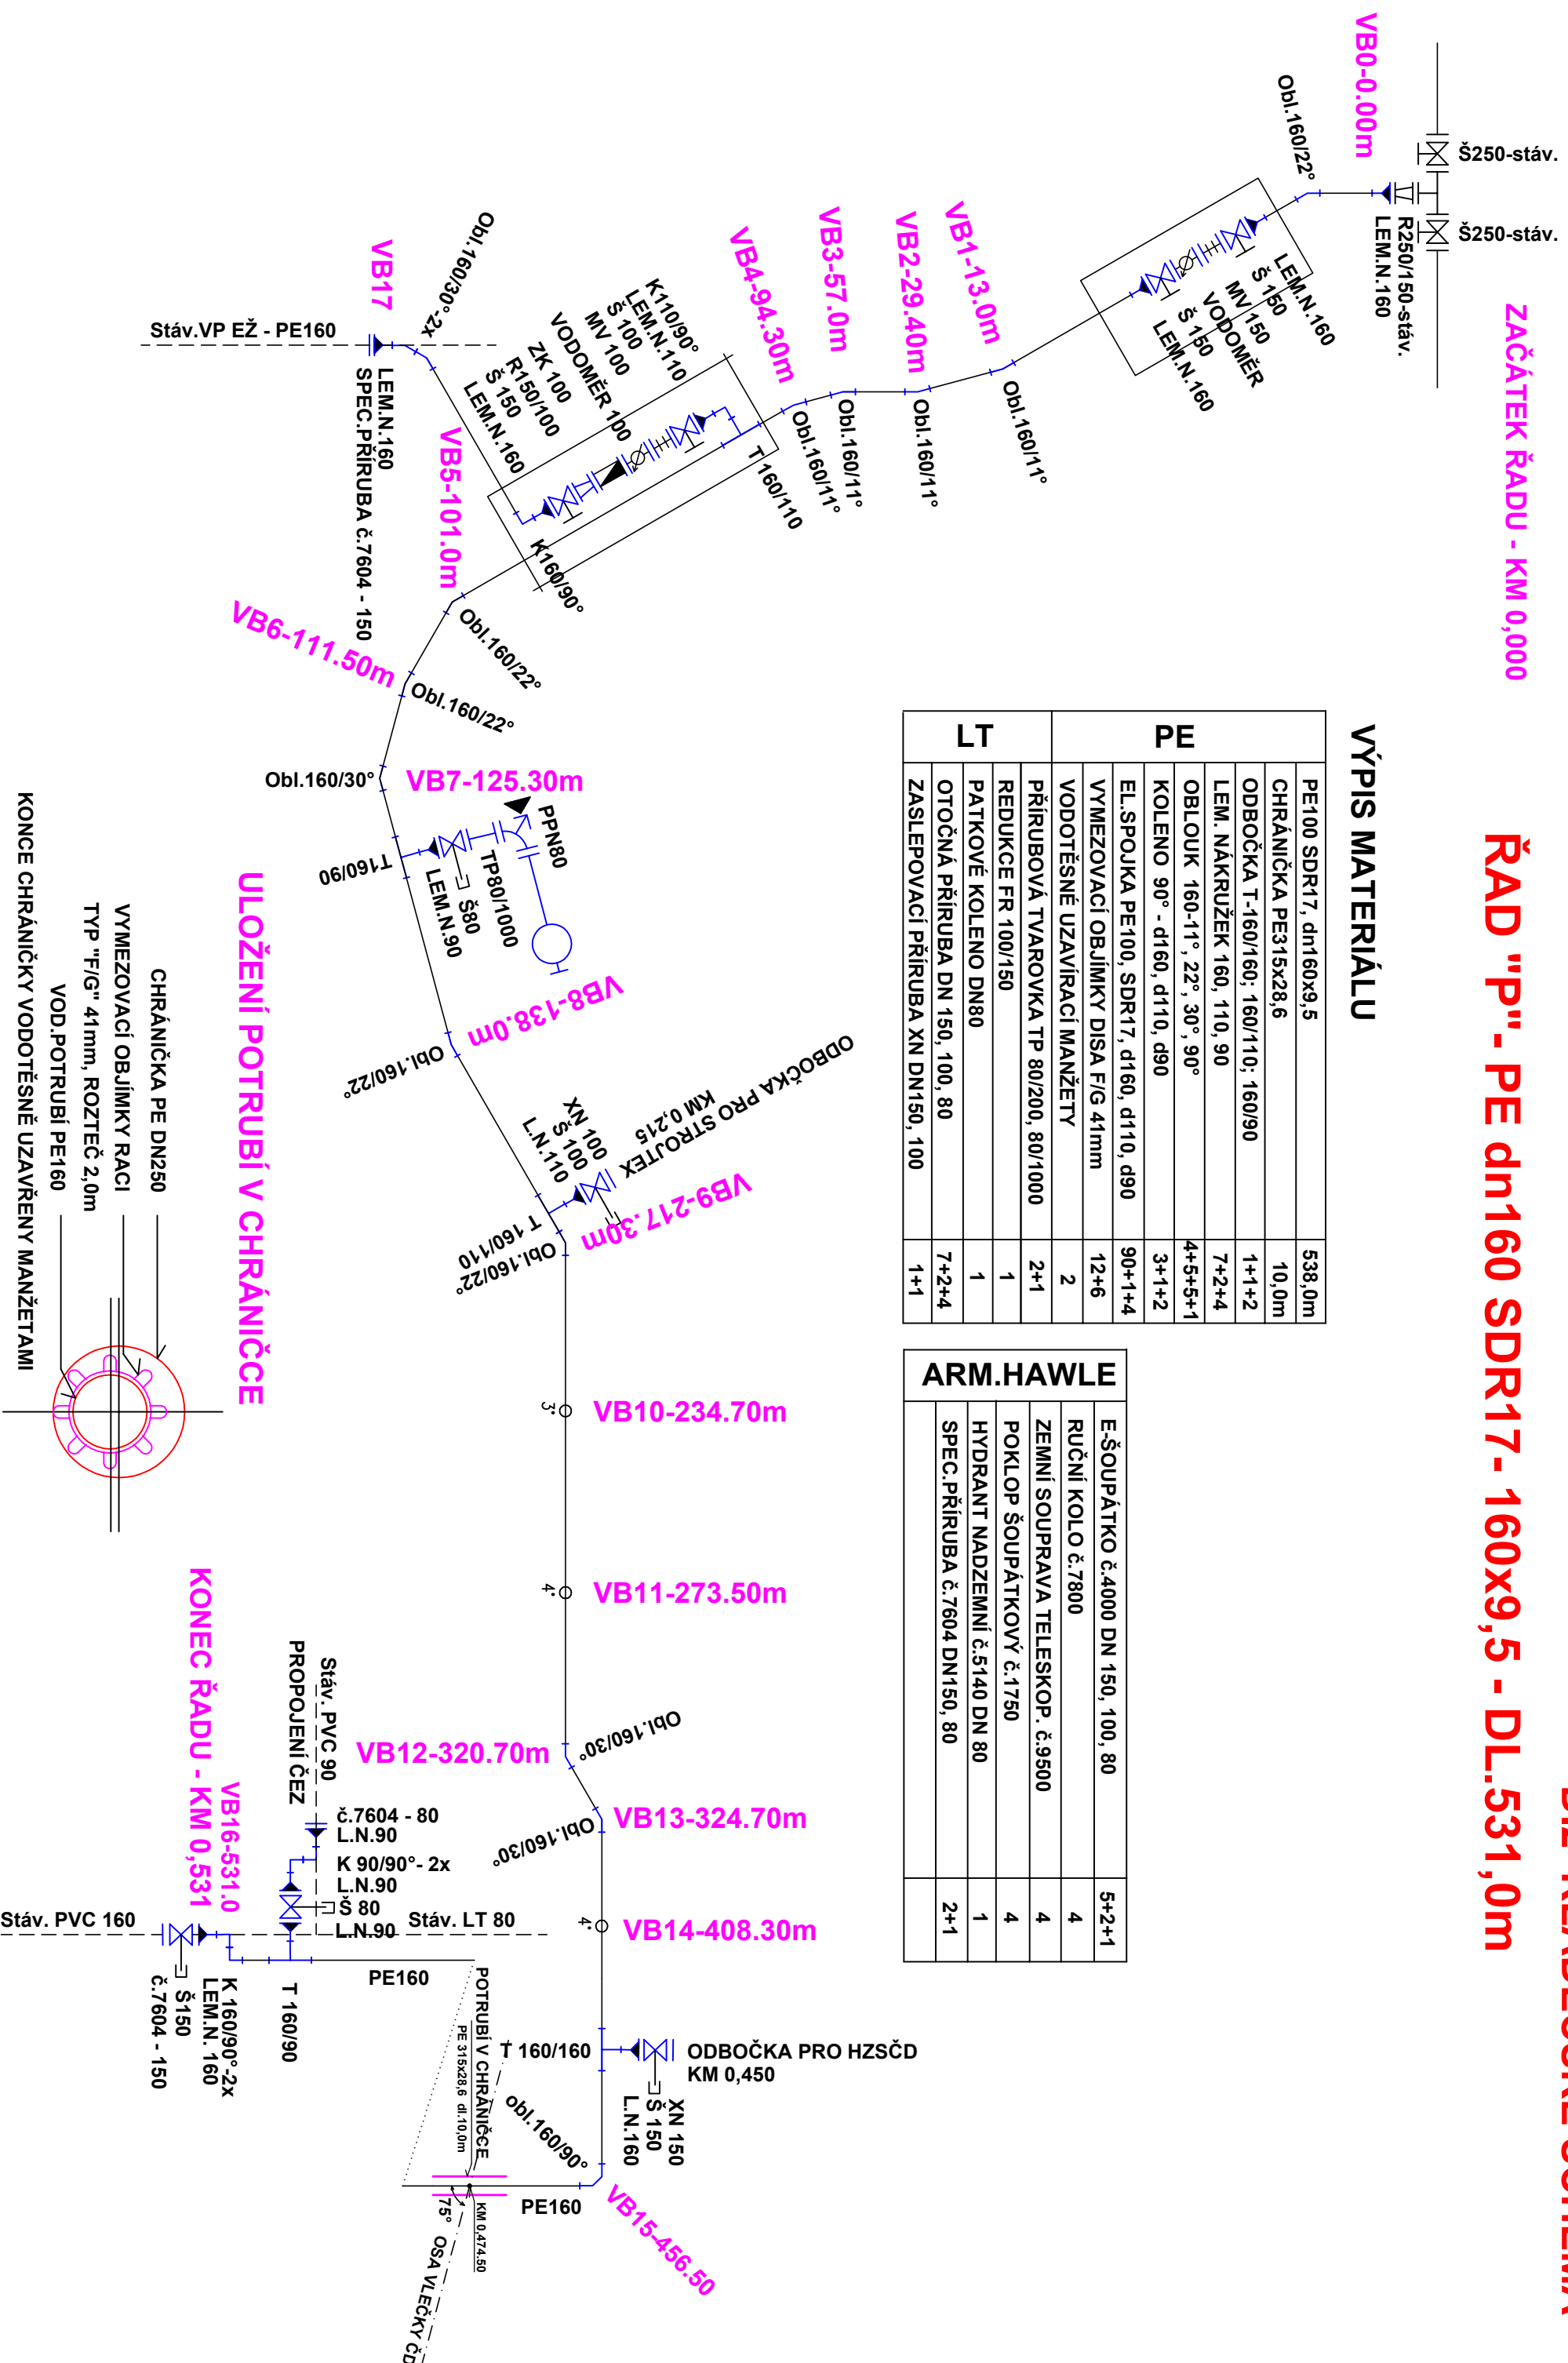 ŘAD "P"- PE dn160 SDR17- 160x9,5 - DL.531,0m
ZAČÁTEK ŘADU - KM 0,000
Š250-stáv.
Š250-stáv.
R250/150-stáv.
LEM.N.160
VB0-0.00m
Obl.160/22°
LEM.N.160
Š 150
MV 150
VODOMĚR
Š 150
LEM.N.160
VB1-13.0m
Obl.160/11°
VB2-29.40m
Obl.160/11°
VB3-57.0m
Obl.160/11°
VB4-94.30m
Obl.160/11°
T 160/110
K110/90°
LEM.N.110
Š 100
MV 100
VODOMĚR 100
ZK 100
R150/100
Š 150
LEM.N.160
K160/90°
Obl.160/30°-2x
VB17
Stáv.VP EŽ - PE160
LEM.N.160
SPEC.PŘÍRUBA č.7604 - 150
VB5-101.0m
Obl.160/22°
VB6-111.50m
Obl.160/22°
VB7-125.30m
Obl.160/30°
T160/90
PPN80
TP80/1000
Š80
LEM.N.90
VB8-138.0m
Obl.160/22°
ODBOČKA PRO STROJTEX
KM 0,215
XN 100
Š 100
L.N.110
T 160/110
VB9-217.30m
Obl.160/22°
VB10-234.70m
3°
VB11-273.50m
4°
VB12-320.70m
Obl.160/30°
VB13-324.70m
Obl.160/30°
VB14-408.30m
4°
T 160/160
ODBOČKA PRO HZSČD
KM 0,450
XN 150
Š 150
L.N.160
obl.160/90°
VB15-456.50
PE160
POTRUBÍ V CHRÁNIČCE
PE 315x28,6 dl.10,0m
KM 0,474.50
75°
OSA VLEČKY ČD
PE160
T 160/90
Stáv. PVC 90
PROPOJENÍ ČEZ
č.7604 - 80
L.N.90
K 90/90°- 2x
L.N.90
Š 80
L.N.90
Stáv. LT 80
KONEC ŘADU - KM 0,531
VB16-531.0
Stáv. PVC 160
K 160/90°-2x
LEM.N. 160
Š150
č.7604 - 150
VÝPIS MATERIÁLU
PE
PE100 SDR17, dn160x9,5 538,0m
CHRÁNIČKA PE315x28,6 10,0m
ODBOČKA T-160/160; 160/110; 160/90 1+1+2
LEM. NÁKRUŽEK 160, 110, 90 7+2+4
OBLOUK 160-11°, 22°, 30°, 90° 4+5+5+1
KOLENO 90° - d160, d110, d90 3+1+2
EL.SPOJKA PE100, SDR17, d160, d110, d90 90+1+4
VYMEZOVACÍ OBJÍMKY DISA F/G 41mm 12+6
VODOTĚSNÉ UZAVÍRACÍ MANŽETY 2
LT
PŘÍRUBOVÁ TVAROVKA TP 80/200, 80/1000 2+1
REDUKCE FR 100/150 1
PATKOVÉ KOLENO DN80 1
OTOČNÁ PŘÍRUBA DN 150, 100, 80 7+2+4
ZASLEPOVACÍ PŘÍRUBA XN DN150, 100 1+1
ARM.HAWLE
E-ŠOUPÁTKO č.4000 DN 150, 100, 80 5+2+1
RUČNÍ KOLO č.7800 4
ZEMNÍ SOUPRAVA TELESKOP. č.9500 4
POKLOP ŠOUPÁTKOVÝ č.1750 4
HYDRANT NADZEMNÍ č.5140 DN 80 1
SPEC.PŘÍRUBA č.7604 DN150, 80 2+1
ULOŽENÍ POTRUBÍ V CHRÁNIČCE
CHRÁNIČKA PE DN250
VYMEZOVACÍ OBJÍMKY RACI
TYP "F/G" 41mm, ROZTEČ 2,0m
VOD.POTRUBÍ PE160
KONCE CHRÁNIČKY VODOTĚSNĚ UZAVŘENY MANŽETAMI